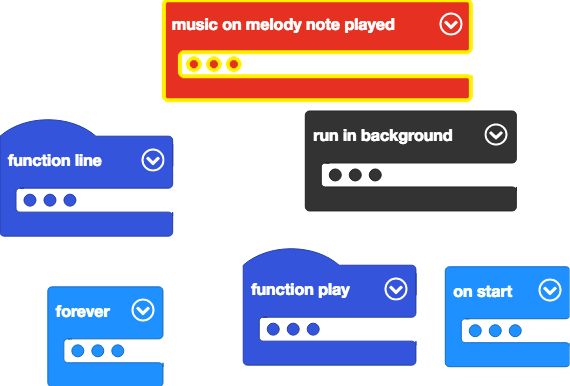 music on melody note played
run in background
function line
function play
on start
forever